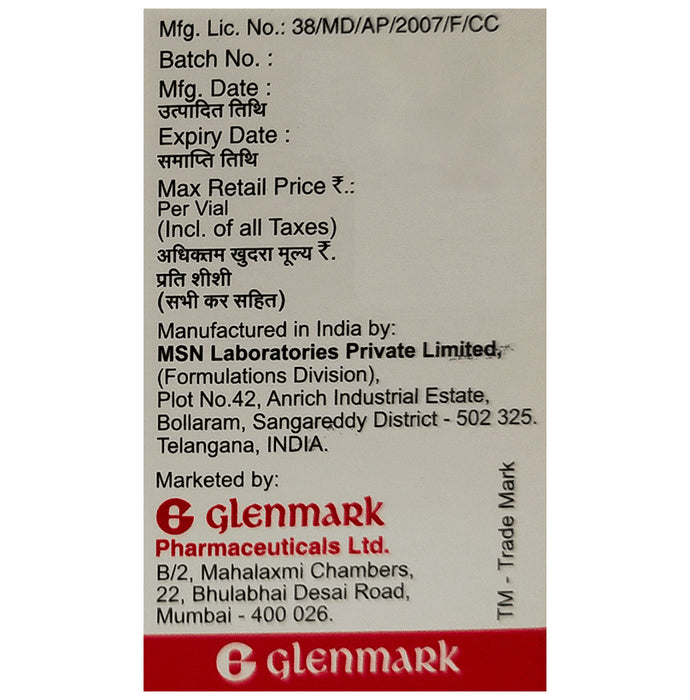 Mfg. Lic. No.: 38/MD/AP/2007/F/CC
Batch No. :
Mfg. Date :
उत्पादित तिथि
Expiry Date :
समाप्ति तिथि
Max Retail Price ₹.:
Per Vial
(Incl. of all Taxes)
अधिक्तम खुदरा मूल्य ₹.
प्रति शीशी
(सभी कर सहित)
Manufactured in India by:
MSN Laboratories Private Limited,
(Formulations Division),
Plot No.42, Anrich Industrial Estate,
Bollaram, Sangareddy District - 502 325.
Telangana, INDIA.
Marketed by:
glenmark
Pharmaceuticals Ltd.
B/2, Mahalaxmi Chambers,
22, Bhulabhai Desai Road,
Mumbai - 400 026.
TM - Trade Mark
glenmark